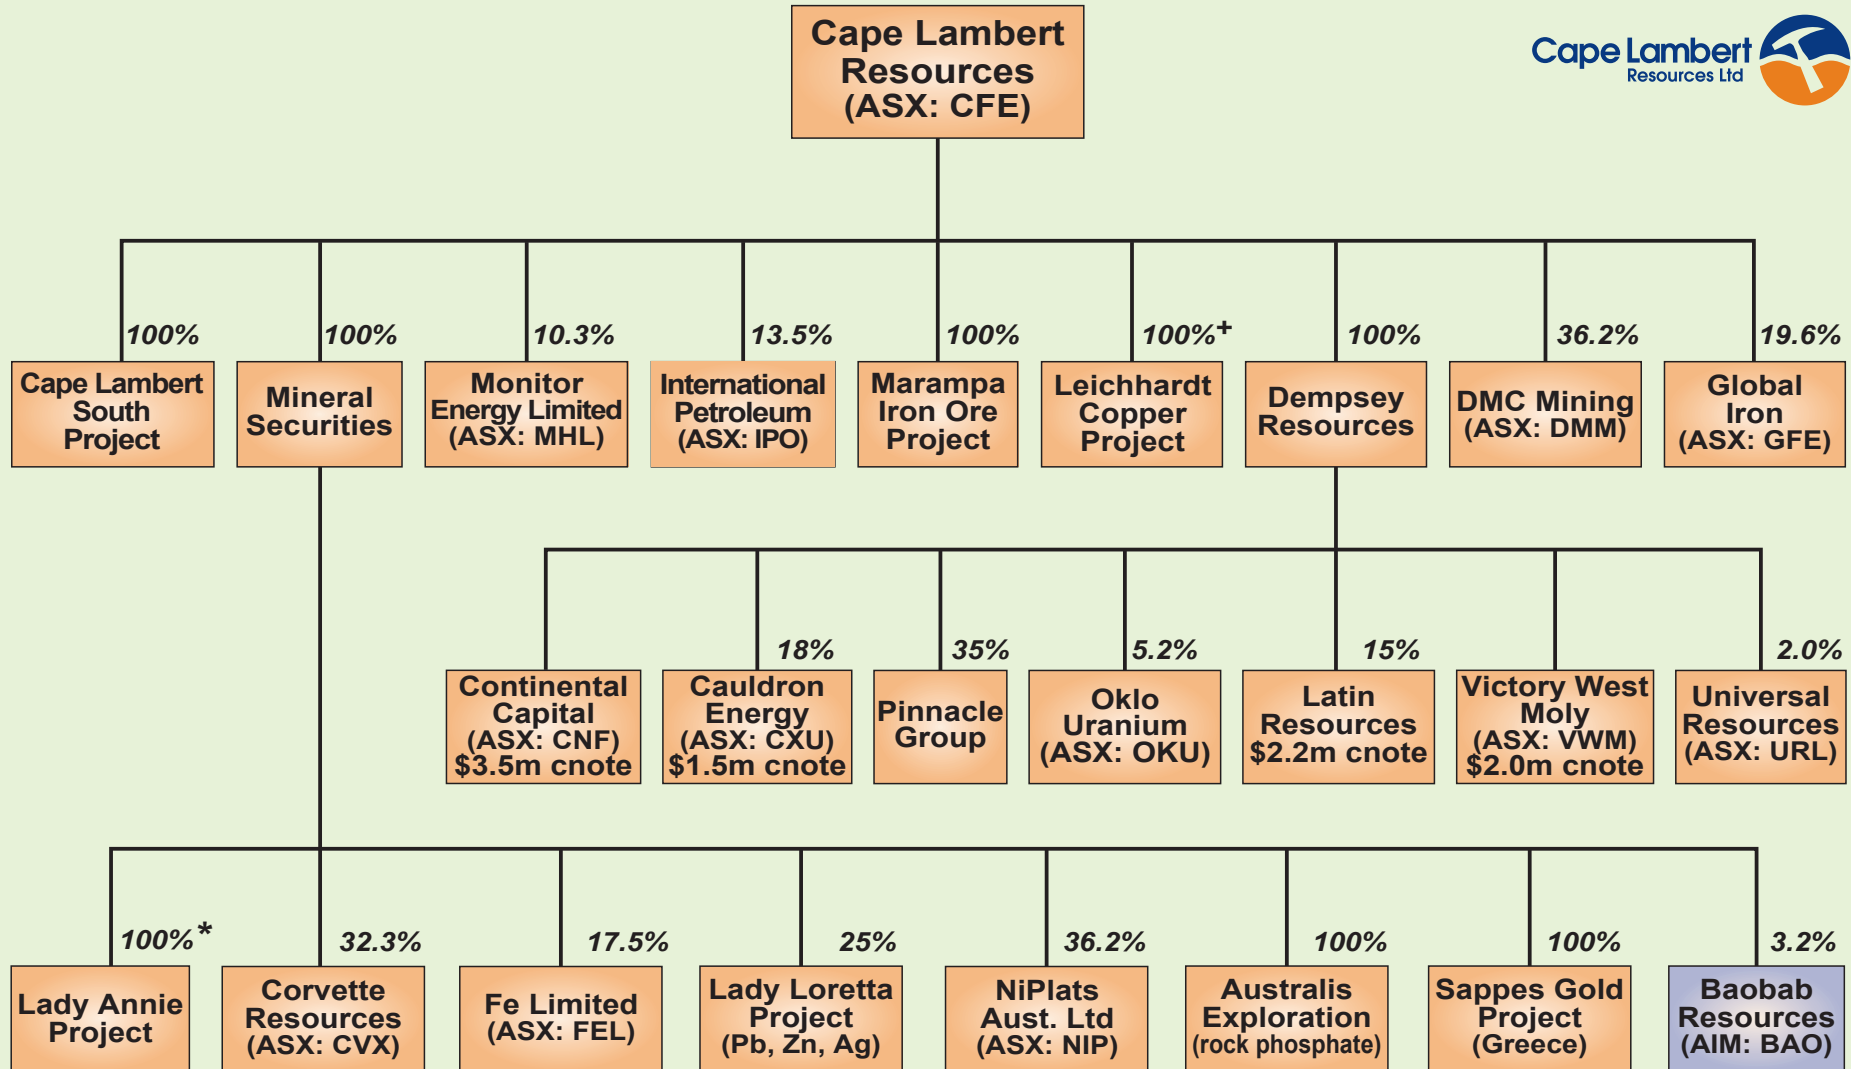 Cape Lambert
Resources
(ASX: CFE)
Cape Lambert
Resources Ltd
100%
100%
10.3%
13.5%
100%
100%+
100%
36.2%
19.6%
Cape Lambert
South
Project
Mineral
Securities
Monitor
Energy Limited
(ASX: MHL)
International
Petroleum
(ASX: IPO)
Marampa
Iron Ore
Project
Leichhardt
Copper
Project
Dempsey
Resources
DMC Mining
(ASX: DMM)
Global
Iron
(ASX: GFE)
18%
35%
5.2%
15%
2.0%
Continental
Capital
(ASX: CNF)
$3.5m cnote
Cauldron
Energy
(ASX: CXU)
$1.5m cnote
Pinnacle
Group
Oklo
Uranium
(ASX: OKU)
Latin
Resources
$2.2m cnote
Victory West
Moly
(ASX: VWM)
$2.0m cnote
Universal
Resources
(ASX: URL)
100%*
32.3%
17.5%
25%
36.2%
100%
100%
3.2%
Lady Annie
Project
Corvette
Resources
(ASX: CVX)
Fe Limited
(ASX: FEL)
Lady Loretta
Project
(Pb, Zn, Ag)
NiPlats
Aust. Ltd
(ASX: NIP)
Australis
Exploration
(rock phosphate)
Sappes Gold
Project
(Greece)
Baobab
Resources
(AIM: BAO)